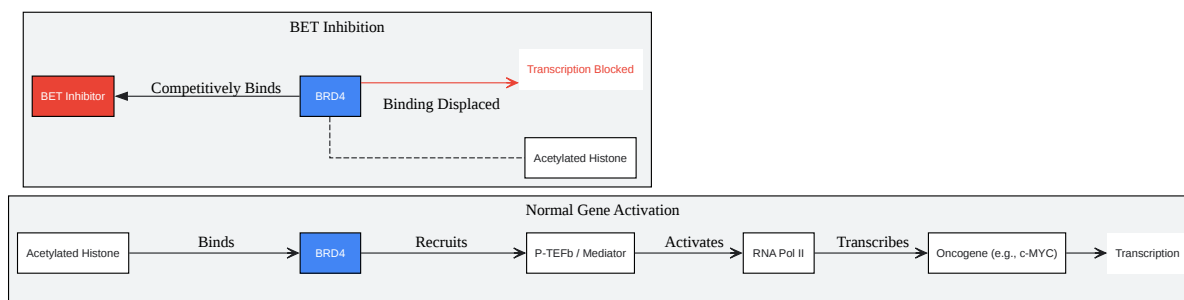 BET Inhibition
Transcription Blocked
BET Inhibitor
Competitively Binds
BRD4
Binding Displaced
Acetylated Histone
Normal Gene Activation
Acetylated Histone
Binds
BRD4
Recruits
P-TEFb / Mediator
Activates
RNA Pol II
Transcribes
Oncogene (e.g., c-MYC)
Transcription